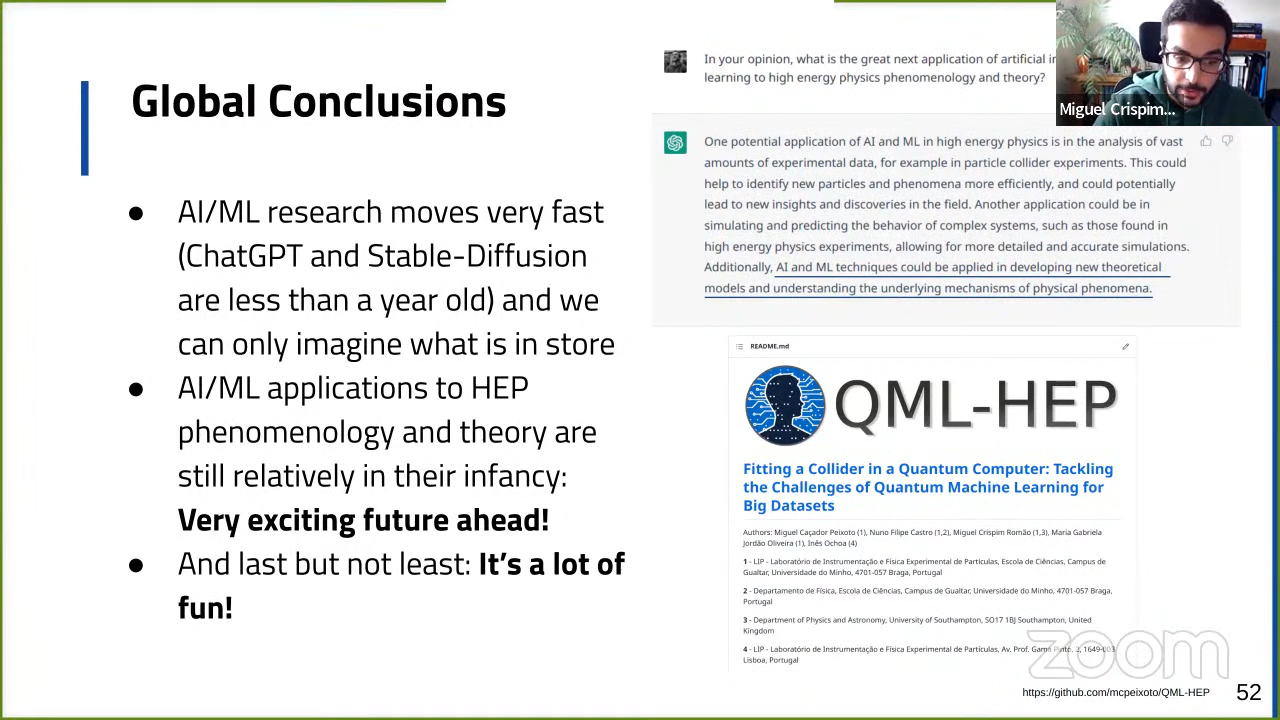 Global Conclusions
● AI/ML research moves very fast
(ChatGPT and Stable-Diffusion
are less than a year old) and we
can only imagine what is in store
● AI/ML applications to HEP
phenomenology and theory are
still relatively in their infancy:
Very exciting future ahead!
● And last but not least: It's a lot of
fun!
In your opinion, what is the great next application of artificial
learning to high energy physics phenomenology and theory?
Miguel Crispim...
One potential application of AI and ML in high energy physics is in the analysis of vast
amounts of experimental data, for example in particle collider experiments. This could
help to identify new particles and phenomena more efficiently, and could potentially
lead to new insights and discoveries in the field. Another application could be in
simulating and predicting the behavior of complex systems, such as those found in
high energy physics experiments, allowing for more detailed and accurate simulations.
Additionally, AI and ML techniques could be applied in developing new theoretical
models and understanding the underlying mechanisms of physical phenomena.
README.md
QML-HEP
Fitting a Collider in a Quantum Computer: Tackling
the Challenges of Quantum Machine Learning for
Big Datasets
Authors: Miguel Caçador Peixoto (1), Nuno Filipe Castro (1,2), Miguel Crispim Romão (1,3), Maria Gabriela
Jordão Oliveira (1), Inês Ochoa (4)
1 - LIP - Laboratório de Instrumentação e Física Experimental de Partículas, Escola de Ciências, Campus de
Gualtar, Universidade do Minho, 4701-057 Braga, Portugal
2 - Departamento de Física, Escola de Ciências, Campus de Gualtar, Universidade do Minho, 4701-057 Braga,
Portugal
3 - Department of Physics and Astronomy, University of Southampton, SO17 1BJ Southampton, United
Kingdom
4 - LIP - Laboratório de Instrumentação e Física Experimental de Partículas, Av. Prof. Gama Pinto, 2, 1649-003
Lisboa, Portugal
zoom
https://github.com/mcpeixoto/QML-HEP
52